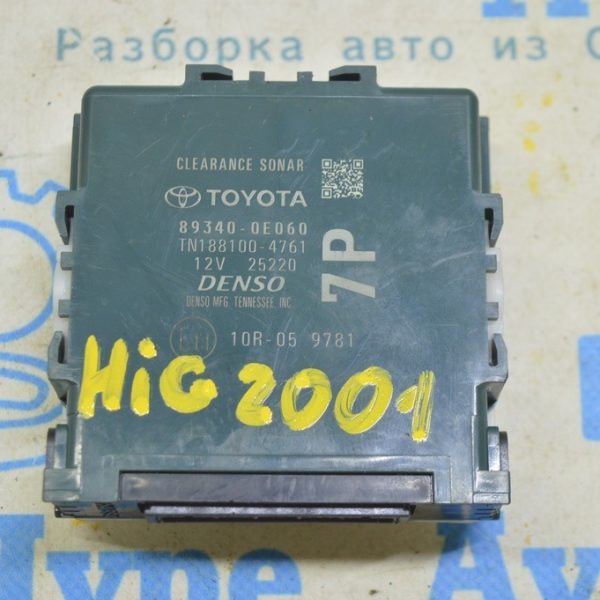 Разборка авто из С
CLEARANCE SONAR
TOYOTA
89340-0E060
TN188100-4761
12V 25220
DENSO
DENSO MFG. TENNESSEE, INC
7P
E11 10R-05 9781
HiG 2001